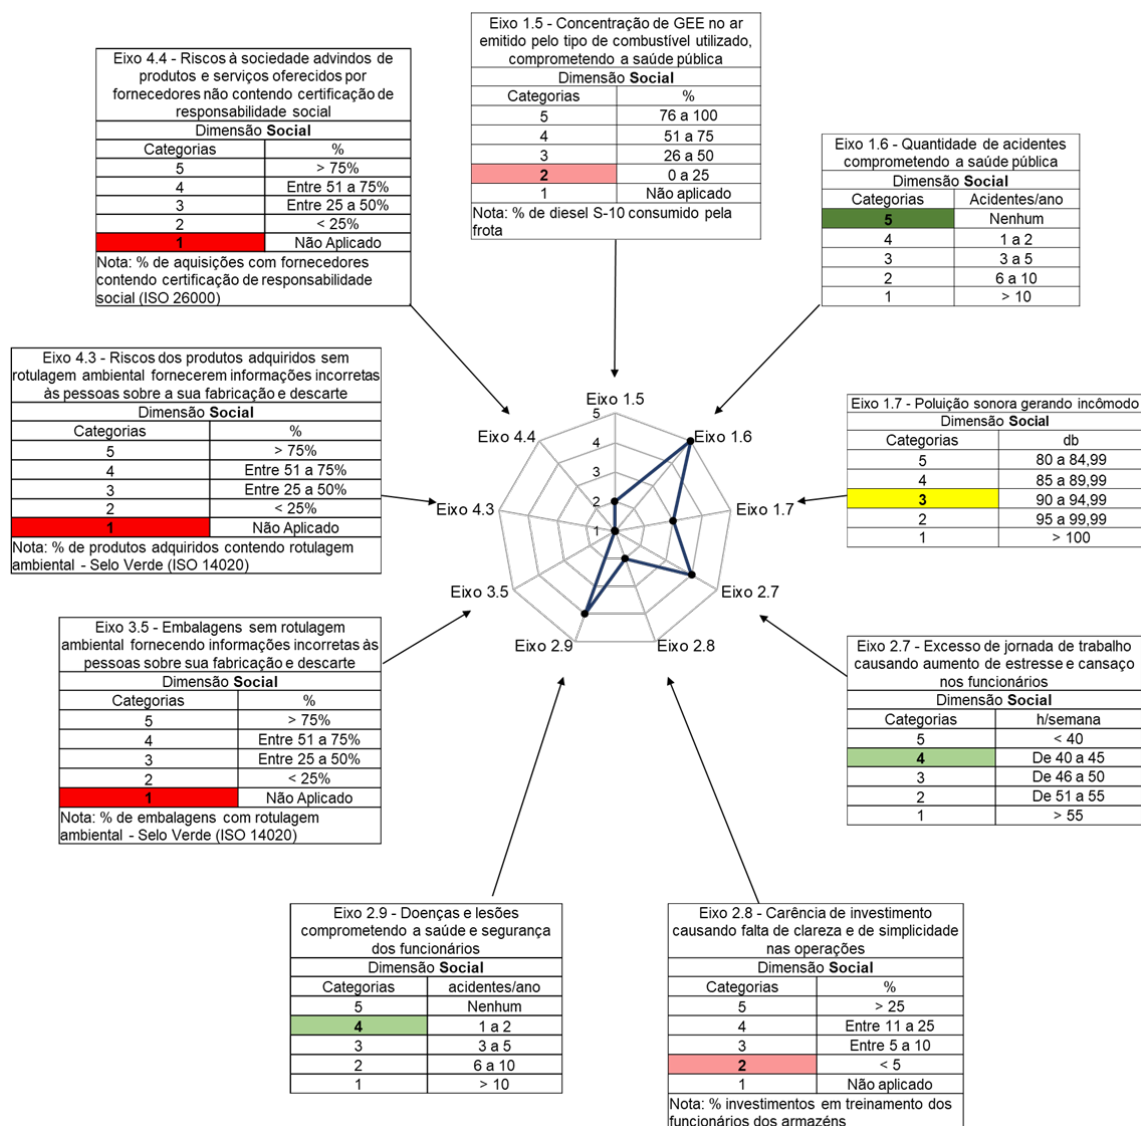 Eixo 1.5 - Concentração de GEE no ar
emitido pelo tipo de combustível utilizado,
comprometendo a saúde pública
Dimensão Social
Categorias %
5 76 a 100
4 51 a 75
3 26 a 50
2 0 a 25
1 Não aplicado
Nota: % de diesel S-10 consumido pela
frota
Eixo 4.4 - Riscos à sociedade advindos de
produtos e serviços oferecidos por
fornecedores não contendo certificação de
responsabilidade social
Dimensão Social
Categorias %
5 > 75%
4 Entre 51 a 75%
3 Entre 25 a 50%
2 < 25%
1 Não Aplicado
Nota: % de aquisições com fornecedores
contendo certificação de responsabilidade
social (ISO 26000)
Eixo 1.6 - Quantidade de acidentes
comprometendo a saúde pública
Dimensão Social
Categorias Acidentes/ano
5 Nenhum
4 1 a 2
3 3 a 5
2 6 a 10
1 > 10
Eixo 4.3 - Riscos dos produtos adquiridos sem
rotulagem ambiental fornecerem informações incorretas
às pessoas sobre a sua fabricação e descarte
Dimensão Social
Categorias %
5 > 75%
4 Entre 51 a 75%
3 Entre 25 a 50%
2 < 25%
1 Não Aplicado
Nota: % de produtos adquiridos contendo rotulagem
ambiental - Selo Verde (ISO 14020)
Eixo 1.5
Eixo 1.6
Eixo 1.7
Eixo 2.7
Eixo 2.8
Eixo 2.9
Eixo 3.5
Eixo 4.3
Eixo 4.4
5
4
3
2
1
Eixo 1.7 - Poluição sonora gerando incômodo
Dimensão Social
Categorias db
5 80 a 84,99
4 85 a 89,99
3 90 a 94,99
2 95 a 99,99
1 > 100
Eixo 3.5 - Embalagens sem rotulagem
ambiental fornecendo informações incorretas às
pessoas sobre sua fabricação e descarte
Dimensão Social
Categorias %
5 > 75%
4 Entre 51 a 75%
3 Entre 25 a 50%
2 < 25%
1 Não Aplicado
Nota: % de embalagens com rotulagem
ambiental - Selo Verde (ISO 14020)
Eixo 2.7 - Excesso de jornada de trabalho
causando aumento de estresse e cansaço
nos funcionários
Dimensão Social
Categorias h/semana
5 < 40
4 De 40 a 45
3 De 46 a 50
2 De 51 a 55
1 > 55
Eixo 2.9 - Doenças e lesões
comprometendo a saúde e segurança
dos funcionários
Dimensão Social
Categorias acidentes/ano
5 Nenhum
4 1 a 2
3 3 a 5
2 6 a 10
1 > 10
Eixo 2.8 - Carência de investimento
causando falta de clareza e de simplicidade
nas operações
Dimensão Social
Categorias %
5 > 25
4 Entre 11 a 25
3 Entre 5 a 10
2 < 5
1 Não aplicado
Nota: % investimentos em treinamento dos
funcionários dos armazéns